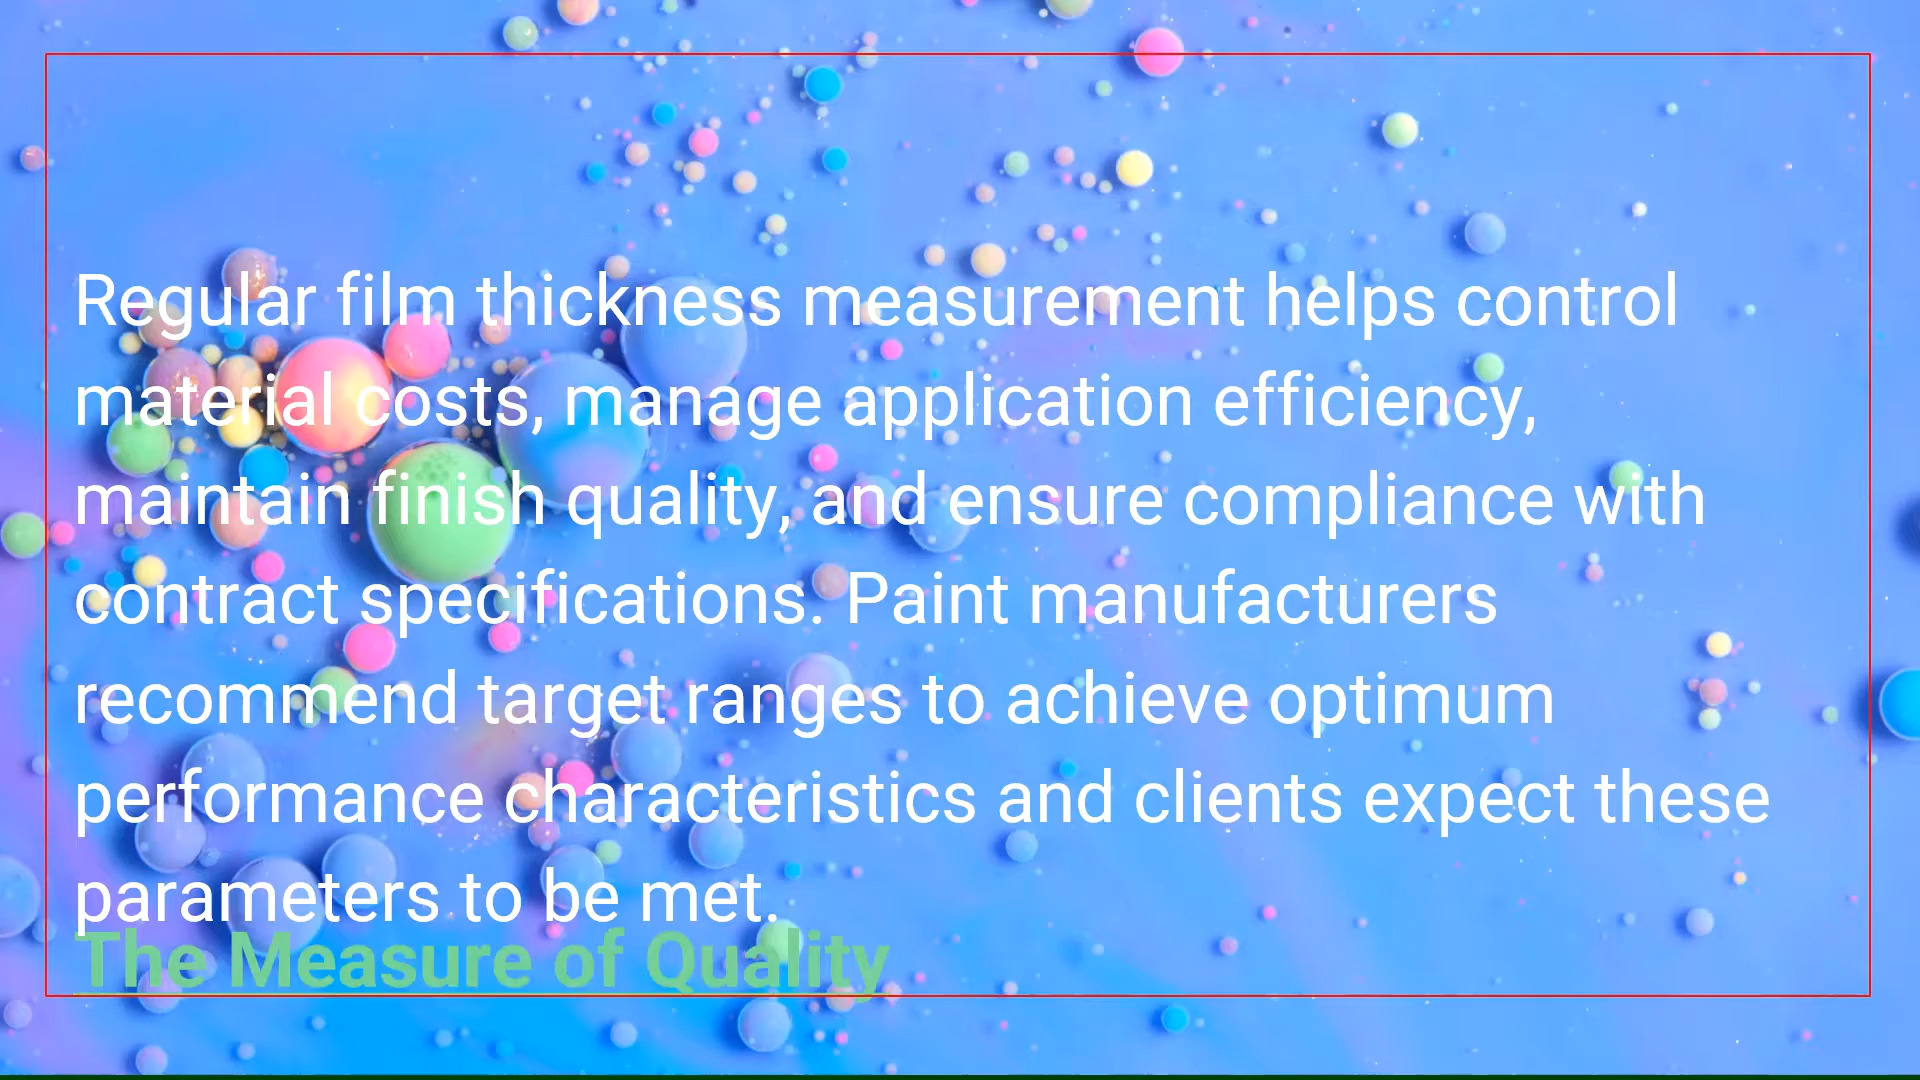 Regular film thickness measurement helps control
material costs, manage application efficiency,
maintain finish quality, and ensure compliance with
contract specifications. Paint manufacturers
recommend target ranges to achieve optimum
performance characteristics and clients expect these
parameters to be met.
The Measure of Quality